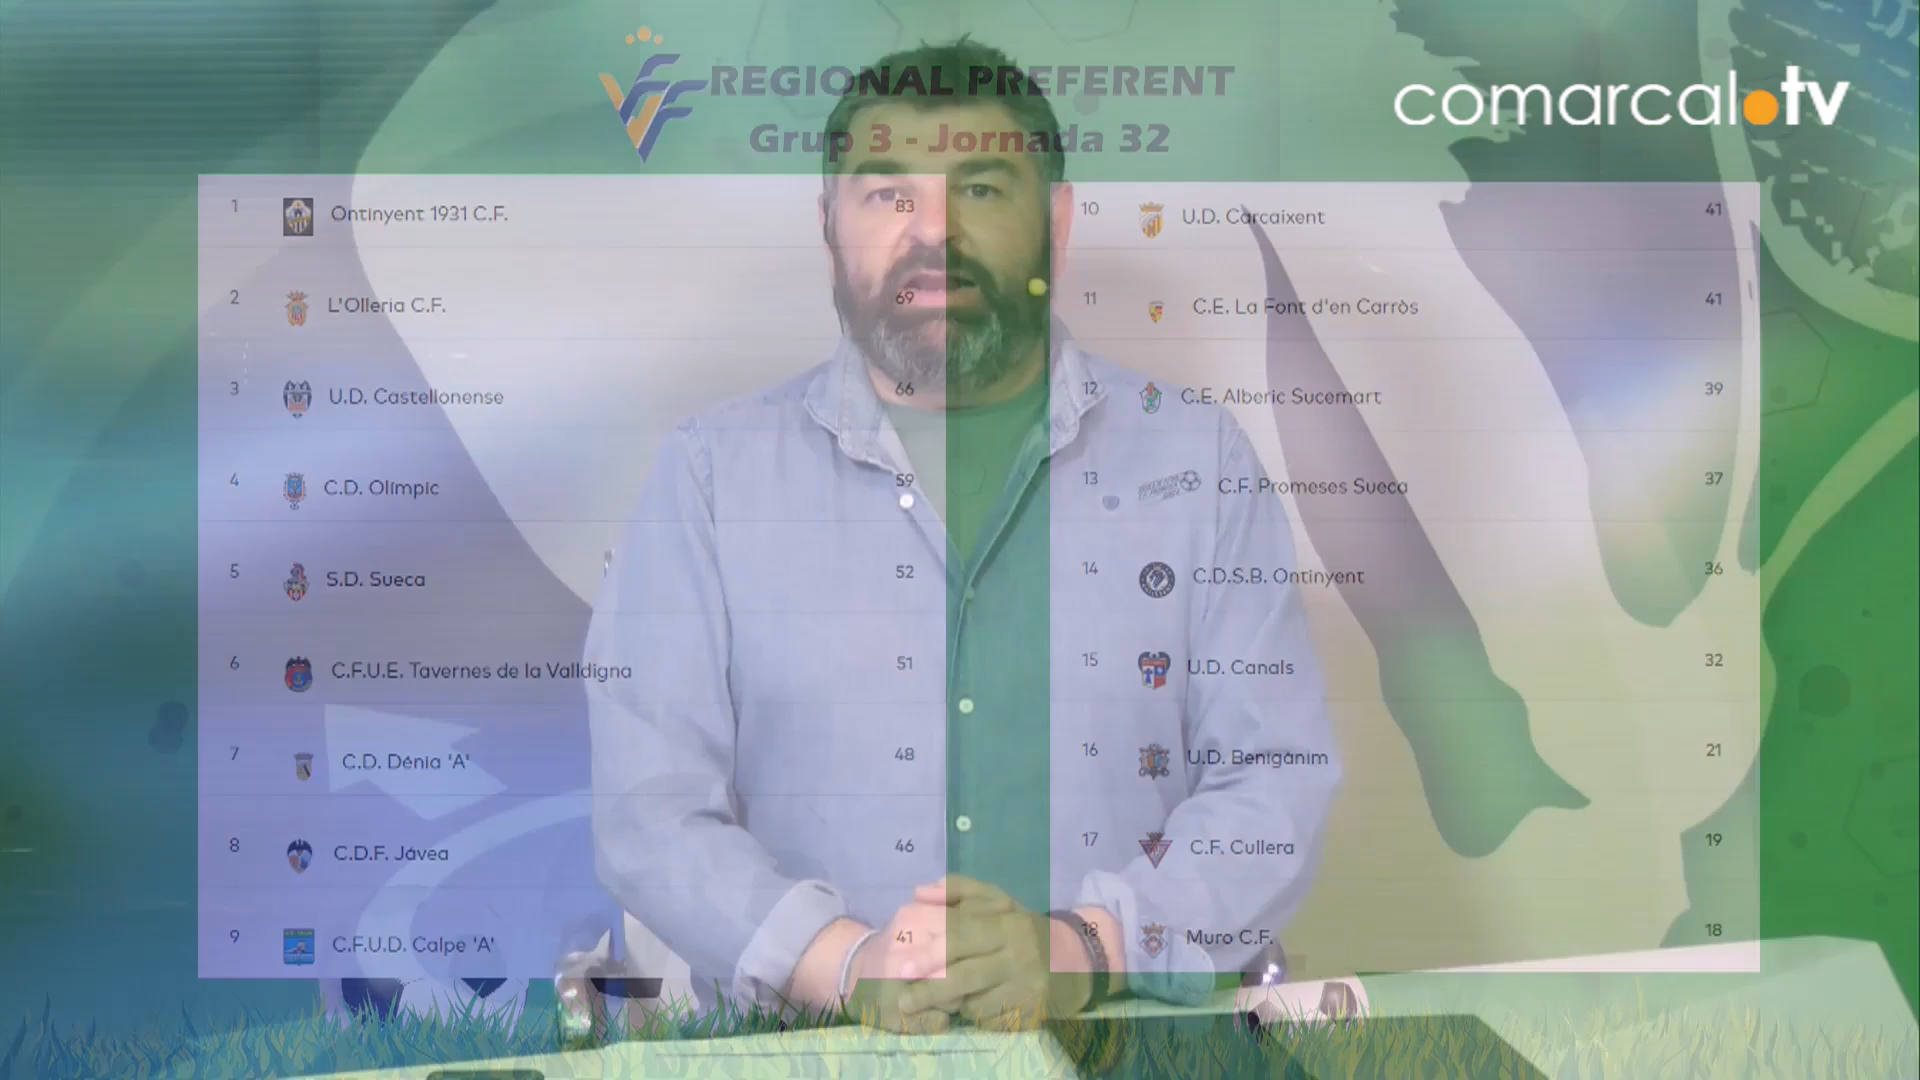 REGIONAL PREFERENT
Grup 3 - Jornada 32
comarcal.tv
1 Ontinyent 1931 C.F. 83
2 L'Olleria C.F. 69
3 U.D. Castellonense 66
4 C.D. Olímpic 59
5 S.D. Sueca 52
6 C.F.U.E. Tavernes de la Valldigna 51
7 C.D. Dénia 'A' 48
8 C.D.F. Jávea 46
9 C.F.U.D. Calpe 'A' 41
10 U.D. Carcaixent 41
11 C.E. La Font d'en Carròs 41
12 C.E. Alberic Sucemart 39
13 C.F. Promeses Sueca 37
14 C.D.S.B. Ontinyent 36
15 U.D. Canals 32
16 U.D. Benigànim 21
17 C.F. Cullera 19
18 Muro C.F. 18